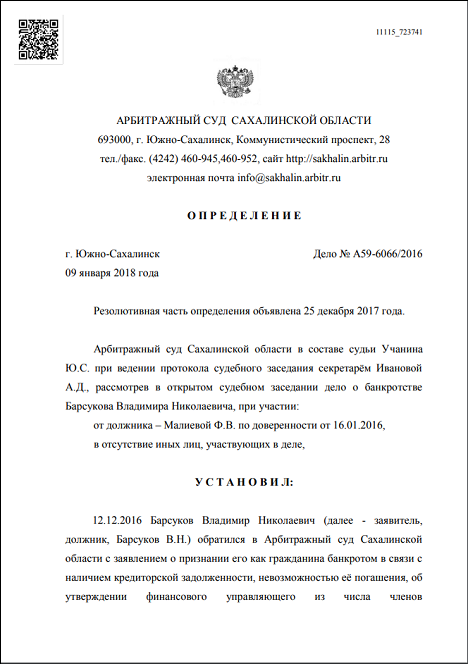 11115_723741
АРБИТРАЖНЫЙ СУД САХАЛИНСКОЙ ОБЛАСТИ
693000, г. Южно-Сахалинск, Коммунистический проспект, 28
тел./факс. (4242) 460-945,460-952, сайт http://sakhalin.arbitr.ru
электронная почта info@sakhalin.arbitr.ru
О П Р Е Д Е Л Е Н И Е
г. Южно-Сахалинск Дело № А59-6066/2016
09 января 2018 года
Резолютивная часть определения объявлена 25 декабря 2017 года.
Арбитражный суд Сахалинской области в составе судьи Учанина
Ю.С. при ведении протокола судебного заседания секретарём Ивановой
А.Д., рассмотрев в открытом судебном заседании дело о банкротстве
Барсукова Владимира Николаевича, при участии:
от должника – Малиевой Ф.В. по доверенности от 16.01.2016,
в отсутствие иных лиц, участвующих в деле,
У С Т А Н О В И Л:
12.12.2016 Барсуков Владимир Николаевич (далее - заявитель,
должник, Барсуков В.Н.) обратился в Арбитражный суд Сахалинской
области с заявлением о признании его как гражданина банкротом в связи с
наличием кредиторской задолженности, невозможностью её погашения, об
утверждении финансового управляющего из числа членов